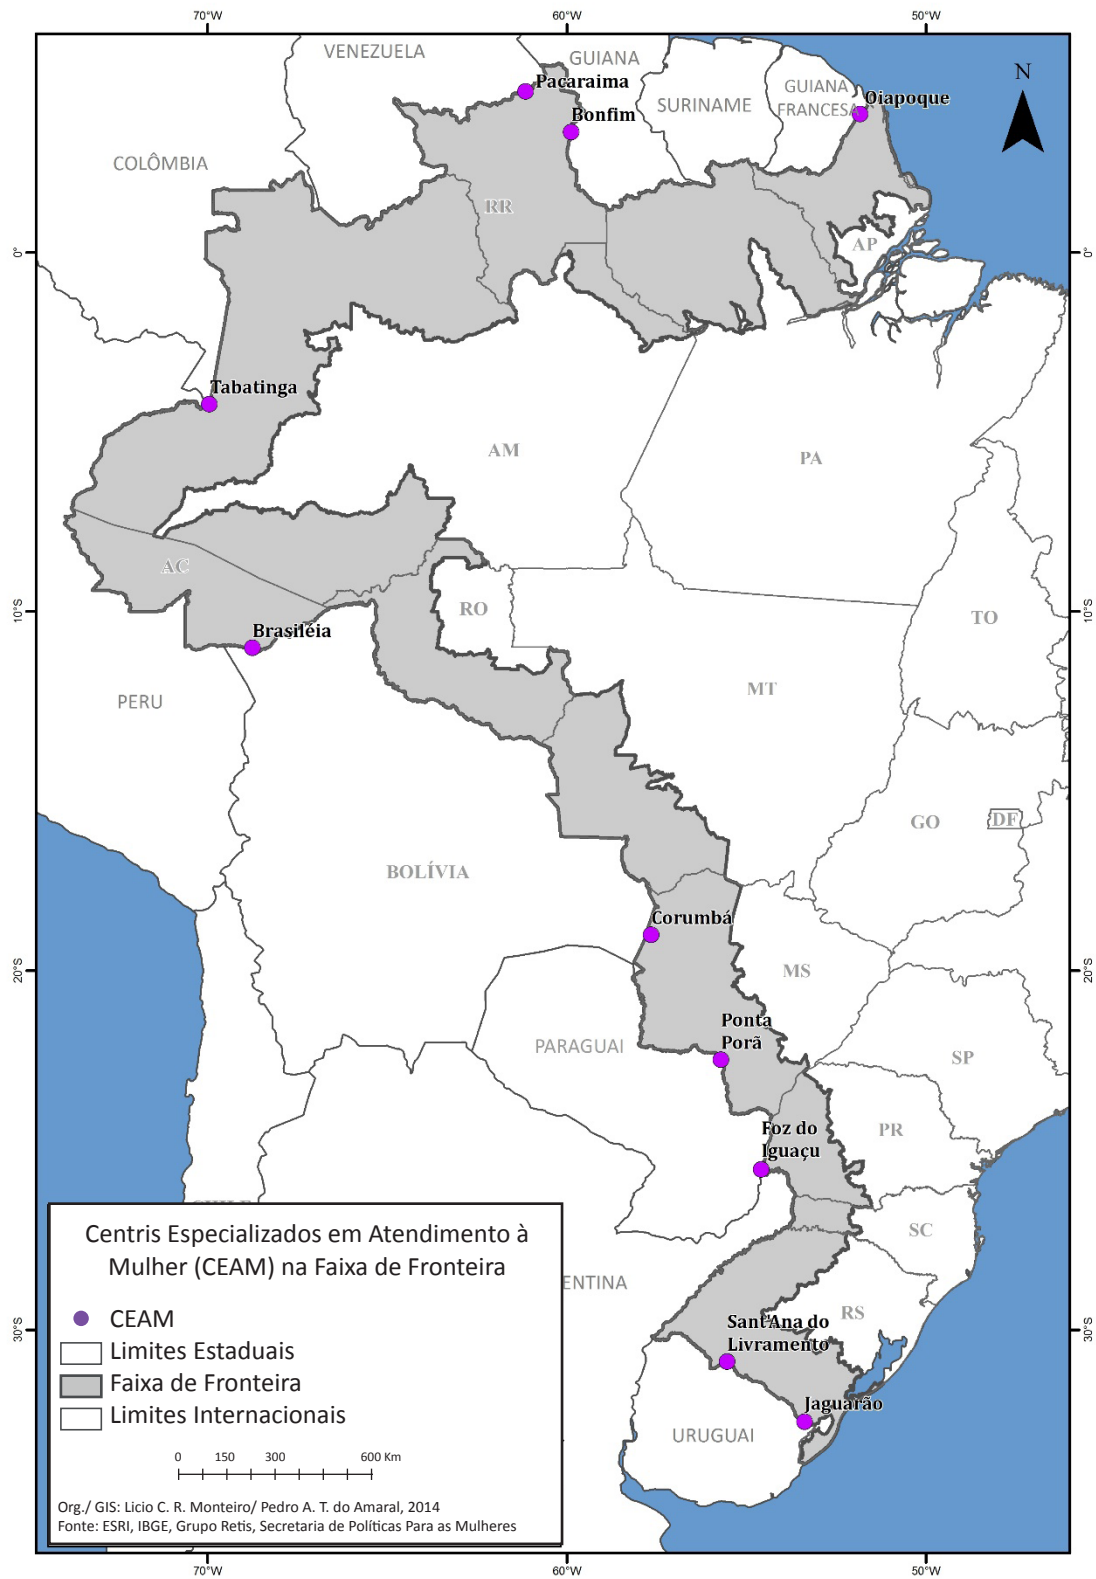 70°W
60°W
50°W
VENEZUELA
GUIANA
Pacaraima
SURINAME
GUIANA
FRANCESA
Oiapoque
N
Bonfim
COLÔMBIA
RR
0°
AP
0°
Tabatinga
AM
PA
AC
10°S
RO
Brasiléia
TO
10°S
PERU
MT
GO
DF
BOLÍVIA
Corumbá
20°S
MS
20°S
Ponta
Porã
PARAGUAI
SP
Foz do
Iguaçu
PR
SC
ENTINA
RS
Sant'Ana do
Livramento
30°S
30°S
Jaguarão
URUGUAI
Centris Especializados em Atendimento à
Mulher (CEAM) na Faixa de Fronteira
CEAM
Limites Estaduais
Faixa de Fronteira
Limites Internacionais
0 150 300 600 Km
Org./ GIS: Licio C. R. Monteiro/ Pedro A. T. do Amaral, 2014
Fonte: ESRI, IBGE, Grupo Retis, Secretaria de Políticas Para as Mulheres
70°W
60°W
50°W